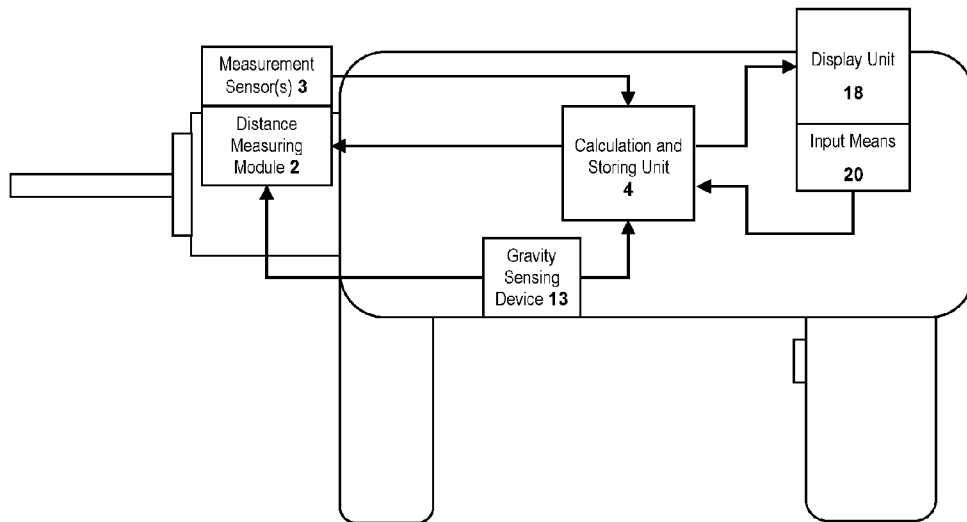 Measurement
Sensor(s) 3
Distance
Measuring
Module 2
Calculation and
Storing Unit
4
Display Unit
18
Input Means
20
Gravity
Sensing
Device 13